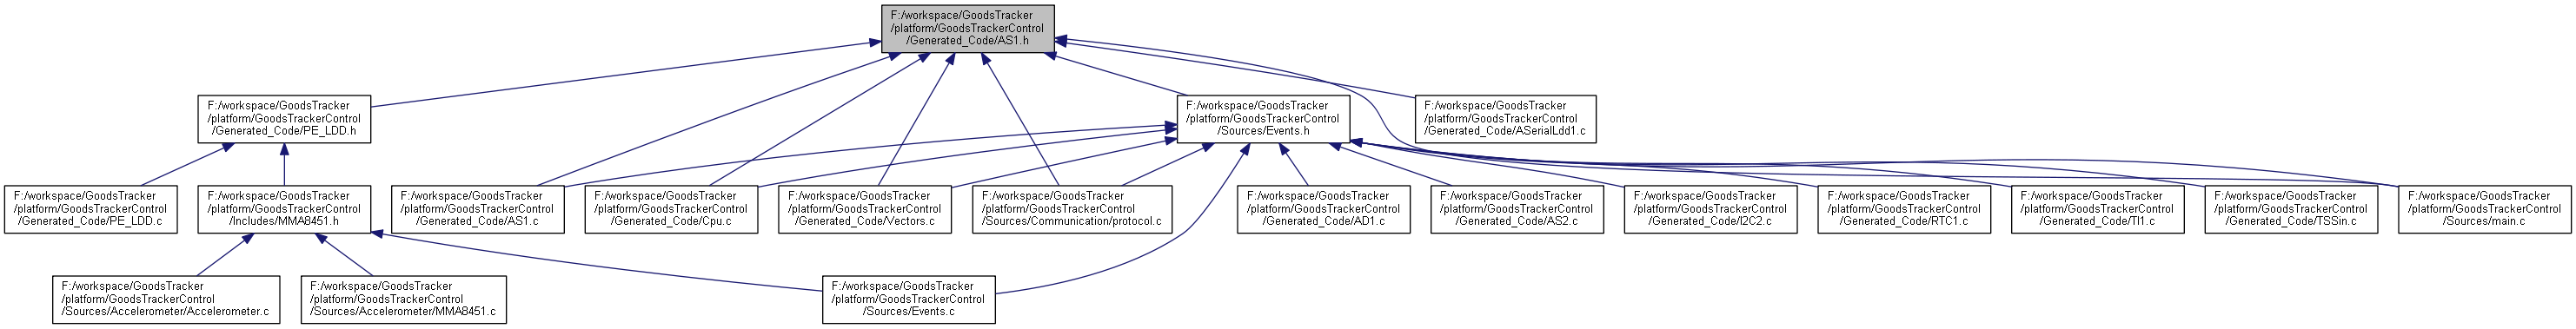 F:/workspace/GoodsTracker
/platform/GoodsTrackerControl
/Generated_Code/AS1.h
F:/workspace/GoodsTracker
/platform/GoodsTrackerControl
/Generated_Code/PE_LDD.h
F:/workspace/GoodsTracker
/platform/GoodsTrackerControl
/Sources/Events.h
F:/workspace/GoodsTracker
/platform/GoodsTrackerControl
/Generated_Code/ASerialLdd1.c
F:/workspace/GoodsTracker
/platform/GoodsTrackerControl
/Generated_Code/PE_LDD.c
F:/workspace/GoodsTracker
/platform/GoodsTrackerControl
/Includes/MMA8451.h
F:/workspace/GoodsTracker
/platform/GoodsTrackerControl
/Generated_Code/AS1.c
F:/workspace/GoodsTracker
/platform/GoodsTrackerControl
/Generated_Code/Cpu.c
F:/workspace/GoodsTracker
/platform/GoodsTrackerControl
/Generated_Code/Vectors.c
F:/workspace/GoodsTracker
/platform/GoodsTrackerControl
/Sources/Communication/protocol.c
F:/workspace/GoodsTracker
/platform/GoodsTrackerControl
/Generated_Code/AD1.c
F:/workspace/GoodsTracker
/platform/GoodsTrackerControl
/Generated_Code/AS2.c
F:/workspace/GoodsTracker
/platform/GoodsTrackerControl
/Generated_Code/I2C2.c
F:/workspace/GoodsTracker
/platform/GoodsTrackerControl
/Generated_Code/RTC1.c
F:/workspace/GoodsTracker
/platform/GoodsTrackerControl
/Generated_Code/TI1.c
F:/workspace/GoodsTracker
/platform/GoodsTrackerControl
/Generated_Code/TSSin.c
F:/workspace/GoodsTracker
/platform/GoodsTrackerControl
/Sources/main.c
F:/workspace/GoodsTracker
/platform/GoodsTrackerControl
/Sources/Accelerometer/Accelerometer.c
F:/workspace/GoodsTracker
/platform/GoodsTrackerControl
/Sources/Accelerometer/MMA8451.c
F:/workspace/GoodsTracker
/platform/GoodsTrackerControl
/Sources/Events.c